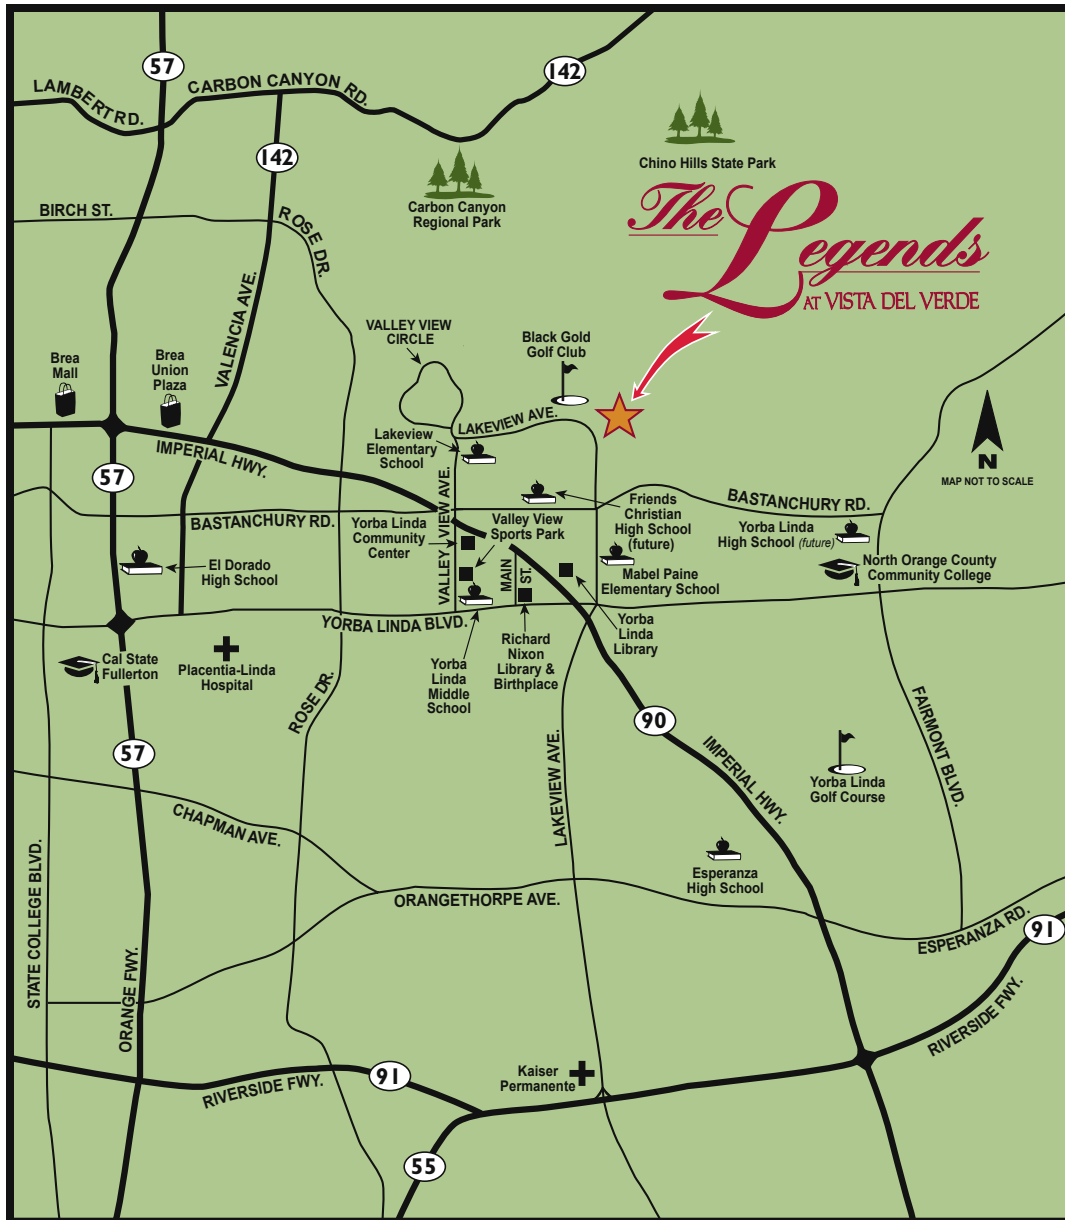 57
142
LAMBERT RD.
CARBON CANYON RD.
142
Chino Hills State Park
Carbon Canyon
Regional Park
BIRCH ST.
ROSE DR.
The Legends
AT VISTA DEL VERDE
VALENCIA AVE.
VALLEY VIEW
CIRCLE
Black Gold
Golf Club
Brea
Mall
Brea
Union
Plaza
LAKEVIEW AVE.
IMPERIAL HWY.
Lakeview
Elementary
School
57
N
MAP NOT TO SCALE
BASTANCHURY RD.
BASTANCHURY RD.
VALLEY VIEW AVE.
Yorba Linda
Community
Center
Valley View
Sports Park
Friends
Christian
High School
(future)
Yorba Linda
High School (future)
El Dorado
High School
MAIN ST.
Mabel Paine
Elementary School
North Orange County
Community College
YORBA LINDA BLVD.
Yorba
Linda
Library
Richard
Nixon
Library &
Birthplace
Yorba
Linda
Middle
School
Cal State
Fullerton
Placentia-Linda
Hospital
ROSE DR.
57
90
LAKEVIEW AVE.
IMPERIAL HWY.
FAIRMONT BLVD.
Yorba Linda
Golf Course
CHAPMAN AVE.
STATE COLLEGE BLVD.
Esperanza
High School
ORANGETHORPE AVE.
ESPERANZA RD.
91
ORANGE FWY.
RIVERSIDE FWY.
RIVERSIDE FWY.
91
Kaiser
Permanente
55